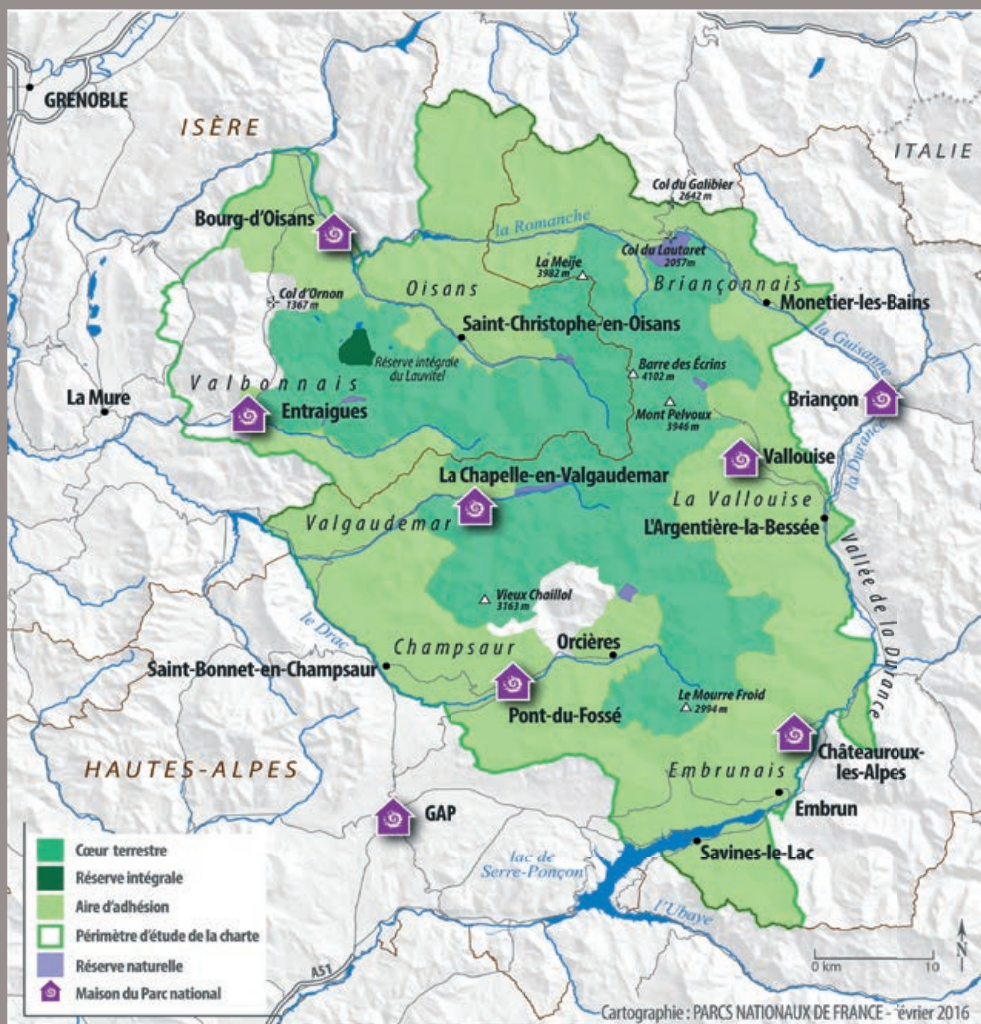 GRENOBLE
ISÈRE
ITALIE
Col du Galibier
2642 m
Bourg-d'Oisans
la Romanche
Col du Lautaret
2057m
La Meije
3982 m
Oisans
Briançonnais
Col d'Ornon
1367 m
Monetier-les-Bains
Saint-Christophe-en-Oisans
la Guisanne
Réserve intégrale
du Lauvitel
Barre des Écrins
4102 m
Valbonnais
La Mure
Entraigues
Mont Pelvoux
3946 m
Briançon
la Durance
Vallouise
La Chapelle-en-Valgaudemar
La Vallouise
Valgaudemar
L'Argentière-la-Bessée
Vallée de la Durance
Vieux Chaillol
3163 m
le Drac
Champsaur
Orcières
Saint-Bonnet-en-Champsaur
Le Mourre Froid
2994 m
Pont-du-Fossé
Châteauroux-
les-Alpes
HAUTES-ALPES
Embrunais
Embrun
GAP
Savines-le-Lac
lac de
Serre-Ponçon
l'Ubaye
A51
Cœur terrestre
Réserve intégrale
Aire d'adhésion
Périmètre d'étude de la charte
Réserve naturelle
Maison du Parc national
N
0 km 10
Cartographie : PARCS NATIONAUX DE FRANCE - évrier 2016